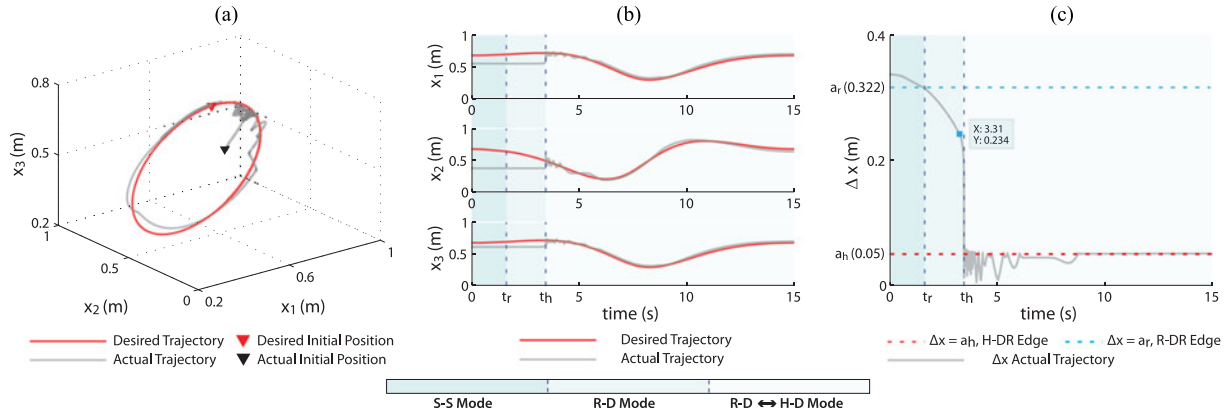 (a)
0.8
0.5
0.2
x3 (m)
1
0.5
0
x2 (m)
0.2
0.6
1
x1 (m)
Desired Trajectory
Actual Trajectory
Desired Initial Position
Actual Initial Position
(b)
1
0.5
0
x1 (m)
0
5
10
15
1
0.5
0
x2 (m)
0
5
10
15
1
0.5
0
x3 (m)
0
tr
th
5
10
15
time (s)
Desired Trajectory
Actual Trajectory
(c)
0.4
ar (0.322)
0.2
ah (0.05)
0
Δ x (m)
X: 3.31
Y: 0.234
0
tr
th
5
10
15
time (s)
Δx = ah, H-DR Edge
Δx = ar, R-DR Edge
Δx Actual Trajectory
S-S Mode
R-D Mode
R-D ↔ H-D Mode